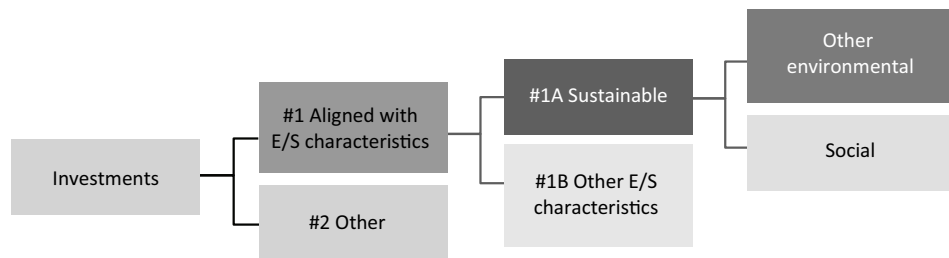 Investments
#1 Aligned with
E/S characteristics
#2 Other
#1A Sustainable
#1B Other E/S
characteristics
Other
environmental
Social